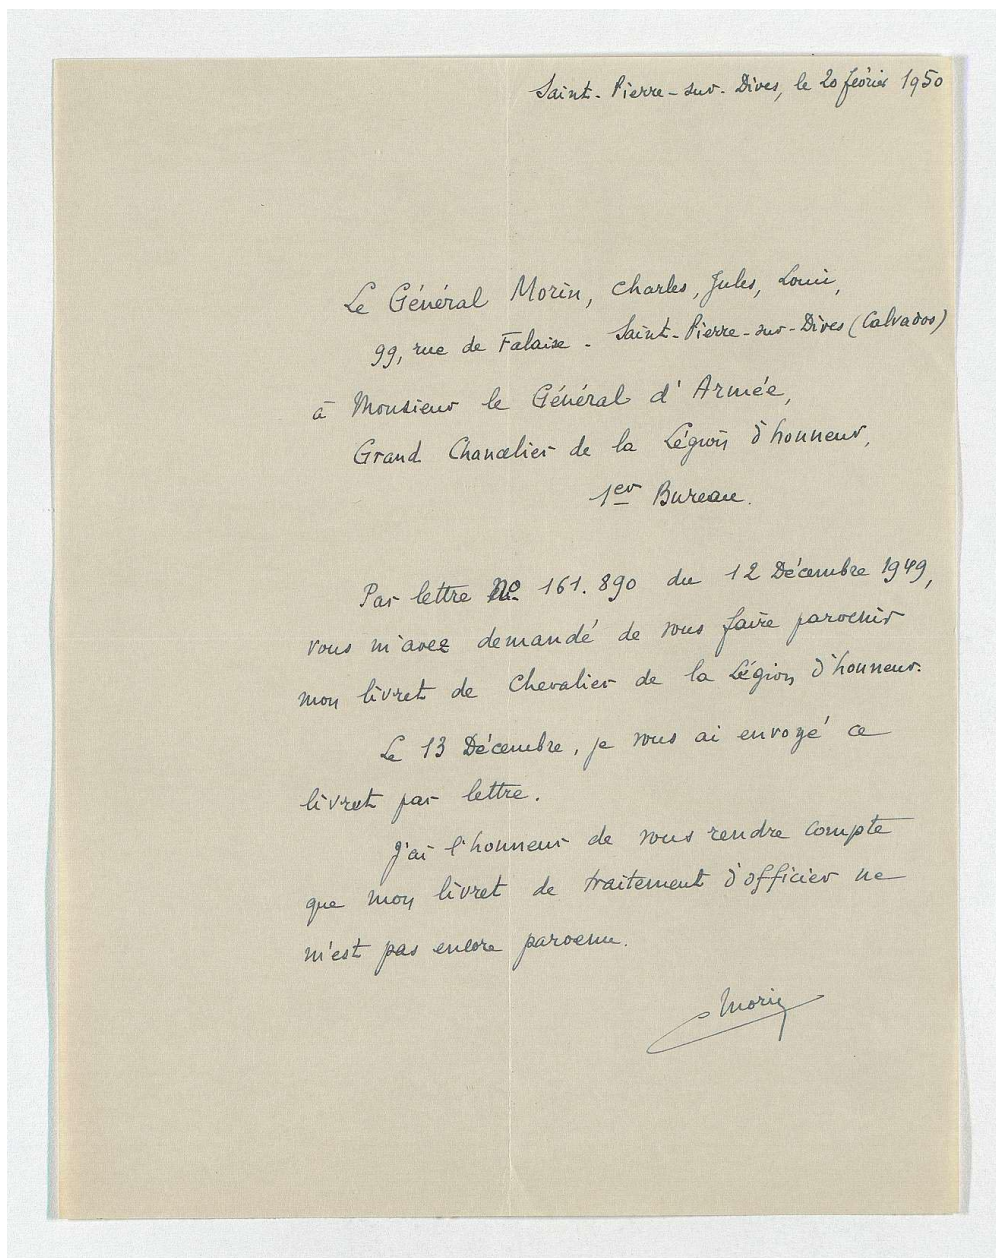 Saint-Pierre-sur-Dives, le 20 février 1950
Le Général Morin, Charles, Jules, Louis,
99, rue de Falaise - Saint-Pierre-sur-Dives (Calvados)
à Monsieur le Général d'Armée,
Grand Chancelier de la Légion d'honneur,
1er Bureau.
Par lettre No 161.890 du 12 Décembre 1949,
vous m'avez demandé de vous faire parvenir
mon livret de Chevalier de la Légion d'honneur.
Le 13 Décembre, je vous ai envoyé ce
livret par lettre.
J'ai l'honneur de vous rendre compte
que mon livret de traitement d'officier ne
m'est pas encore parvenu.
Morin